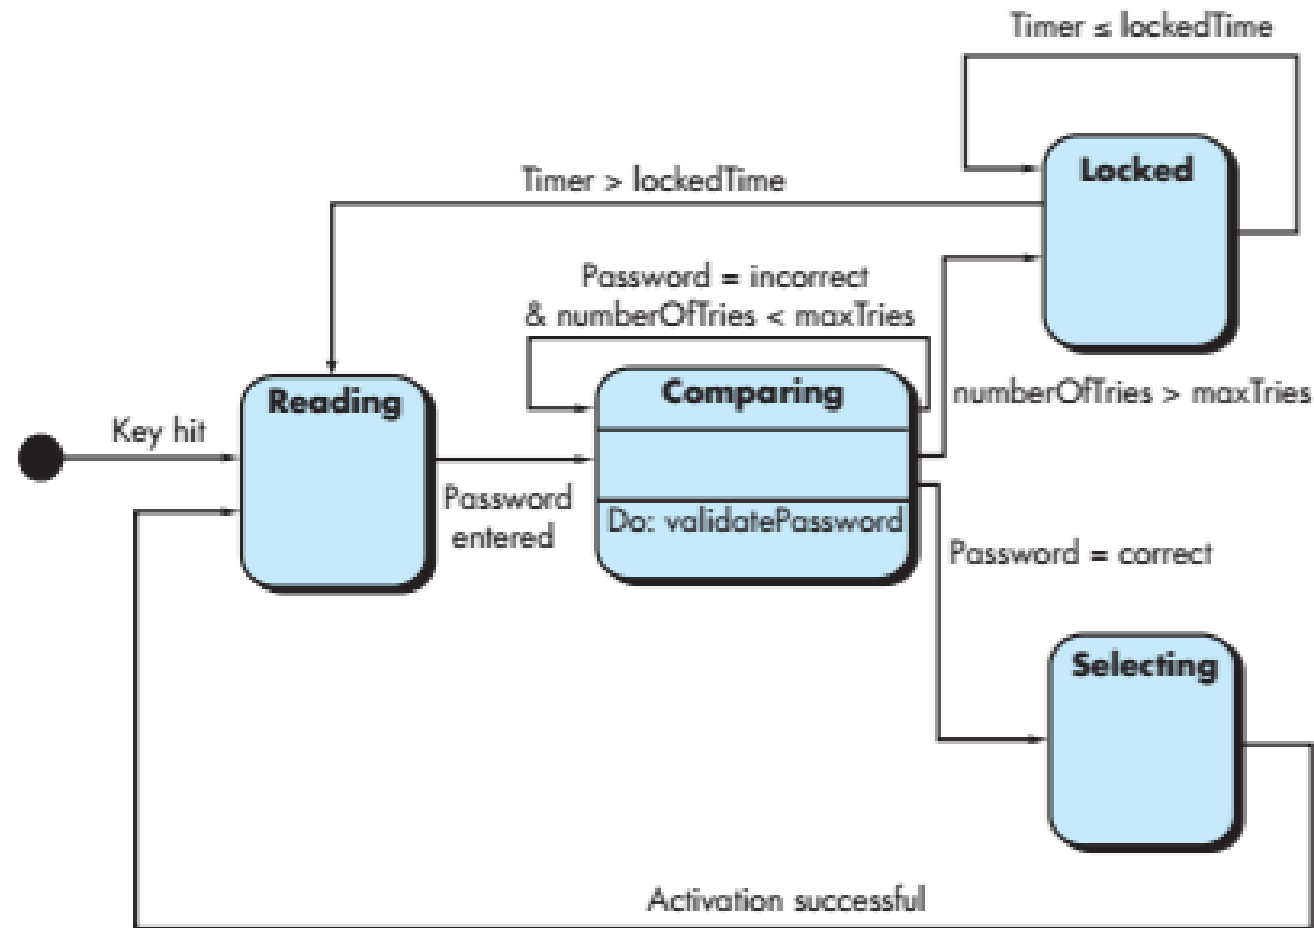 Timer ≤ lockedTime
Locked
Timer > lockedTime
Password = incorrect
& numberOfTries < maxTries
Comparing
numberOfTries > maxTries
Reading
Key hit
Password
entered
Do: validatePassword
Password = correct
Selecting
Activation successful